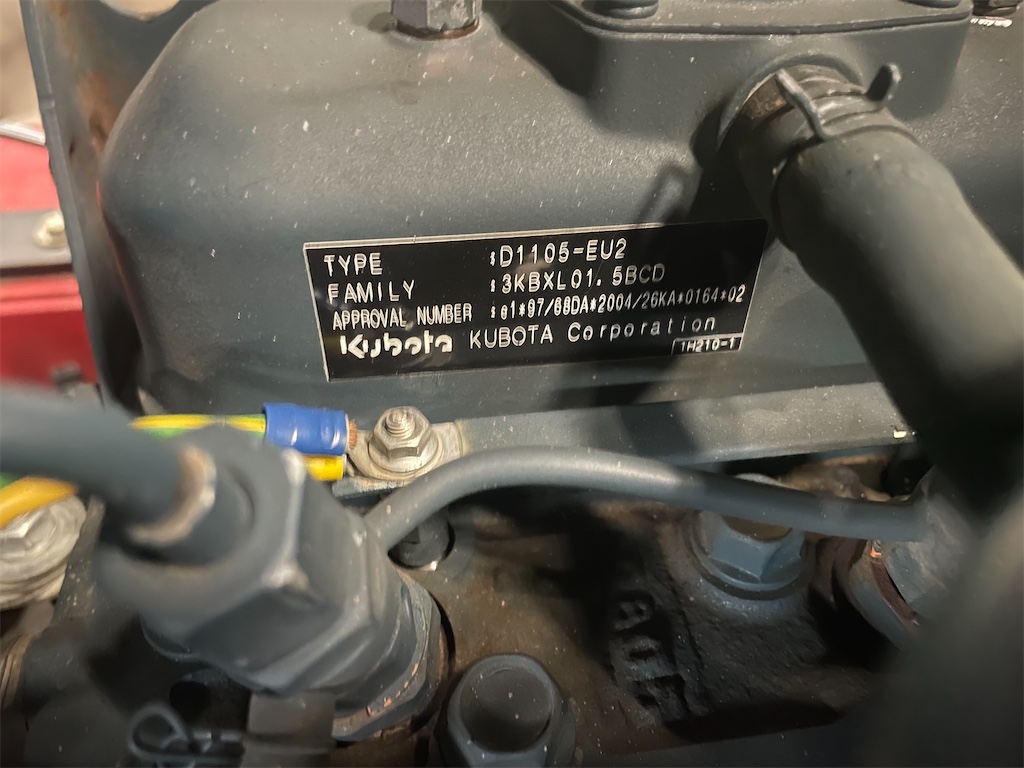 TYPE :D1105-EU2
FAMILY :3KBXL01.5BCD
APPROVAL NUMBER :e1*97/68DA*2004/26KA*0164*02
Kubota KUBOTA Corporation
1H210-1